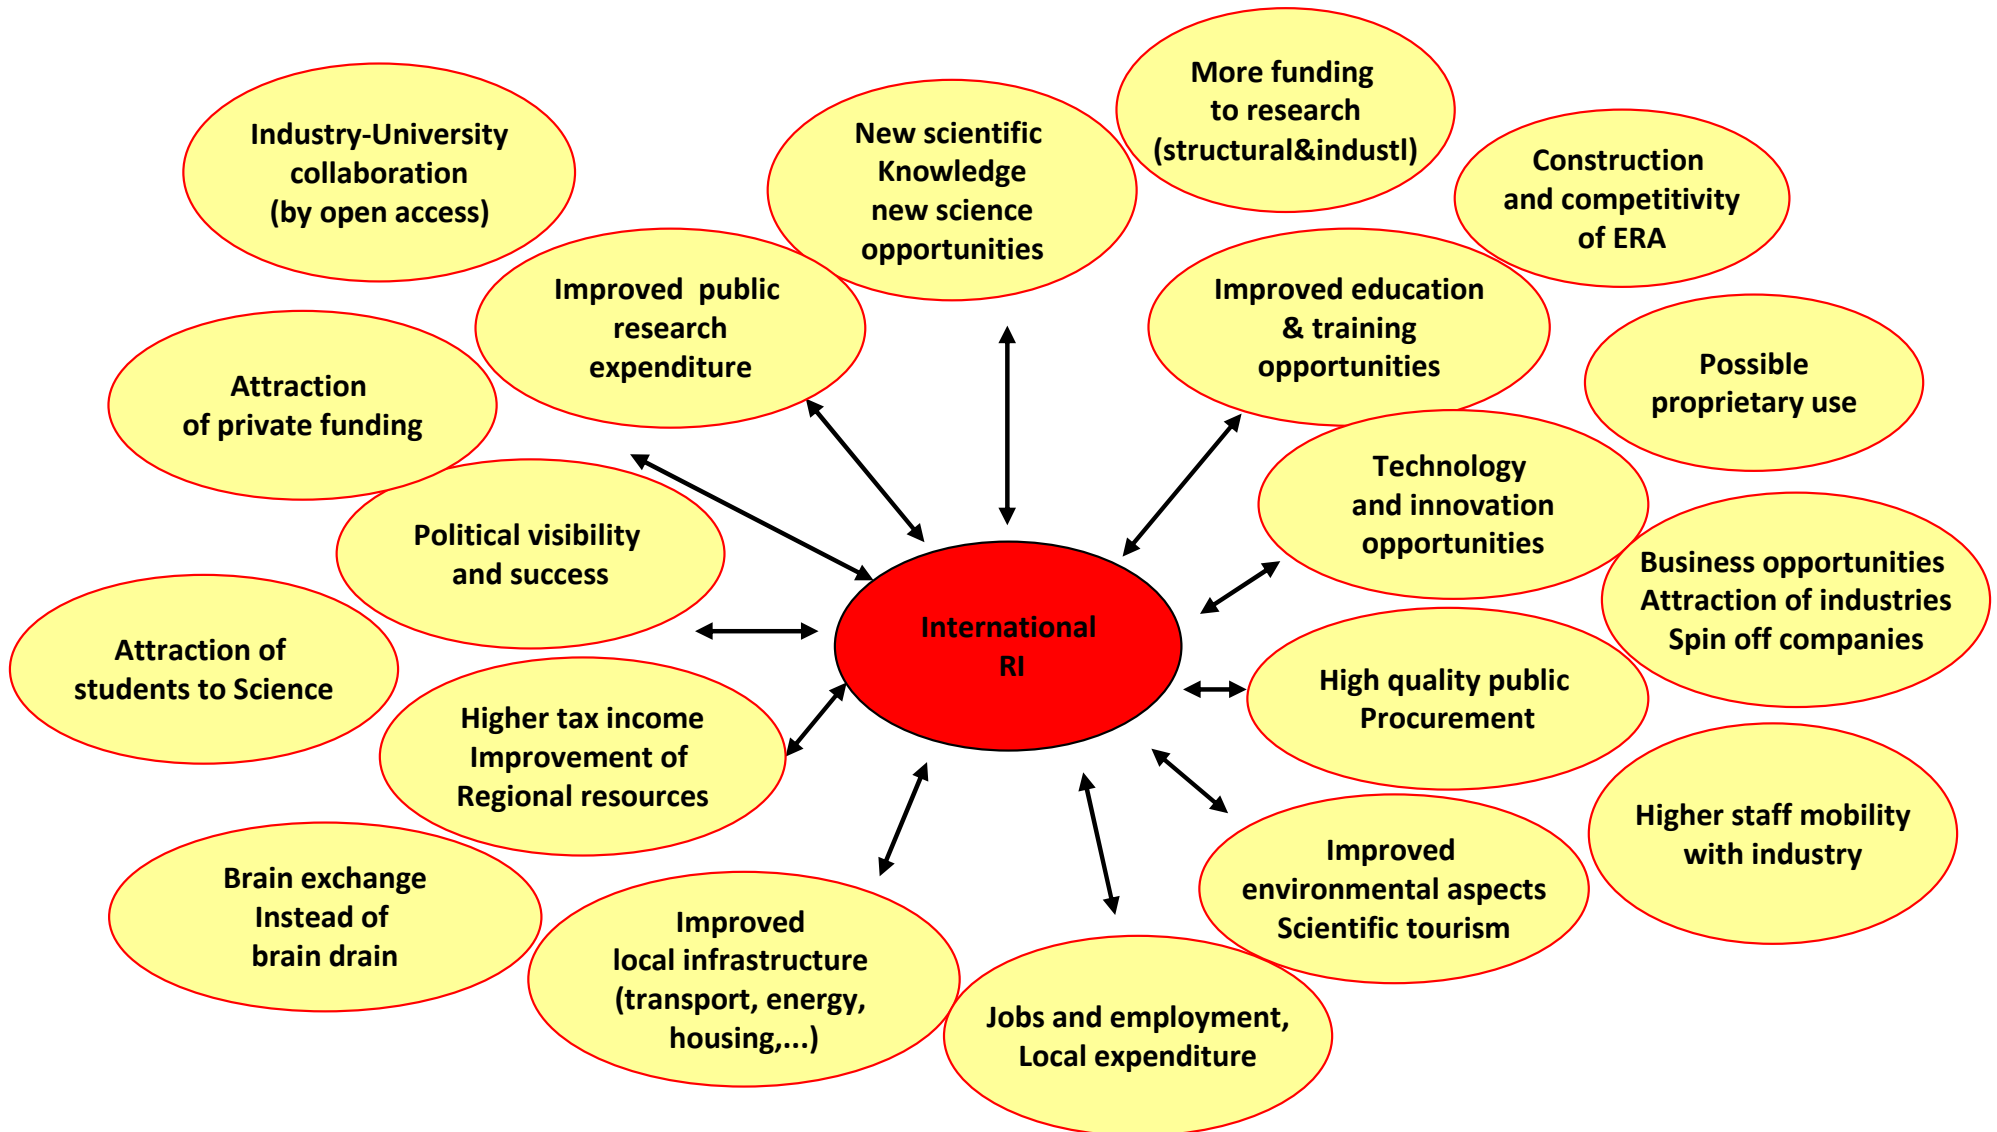 More funding
to research
(structural&industl)
Industry-University
collaboration
(by open access)
New scientific
Knowledge
new science
opportunities
Construction
and competitivity
of ERA
Improved public
research
expenditure
Improved education
& training
opportunities
Attraction
of private funding
Possible
proprietary use
Political visibility
and success
Technology
and innovation
opportunities
Business opportunities
Attraction of industries
Spin off companies
Attraction of
students to Science
International
RI
High quality public
Procurement
Higher tax income
Improvement of
Regional resources
Higher staff mobility
with industry
Brain exchange
Instead of
brain drain
Improved
environmental aspects
Scientific tourism
Improved
local infrastructure
(transport, energy,
housing,...)
Jobs and employment,
Local expenditure